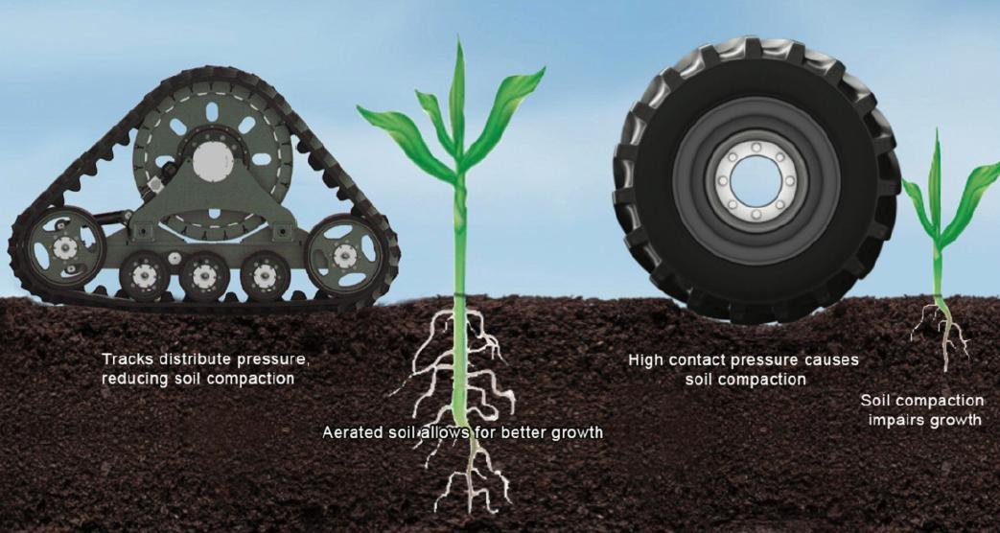 Tracks distribute pressure,
reducing soil compaction
Aerated soil allows for better growth
High contact pressure causes
soil compaction
Soil compaction
impairs growth